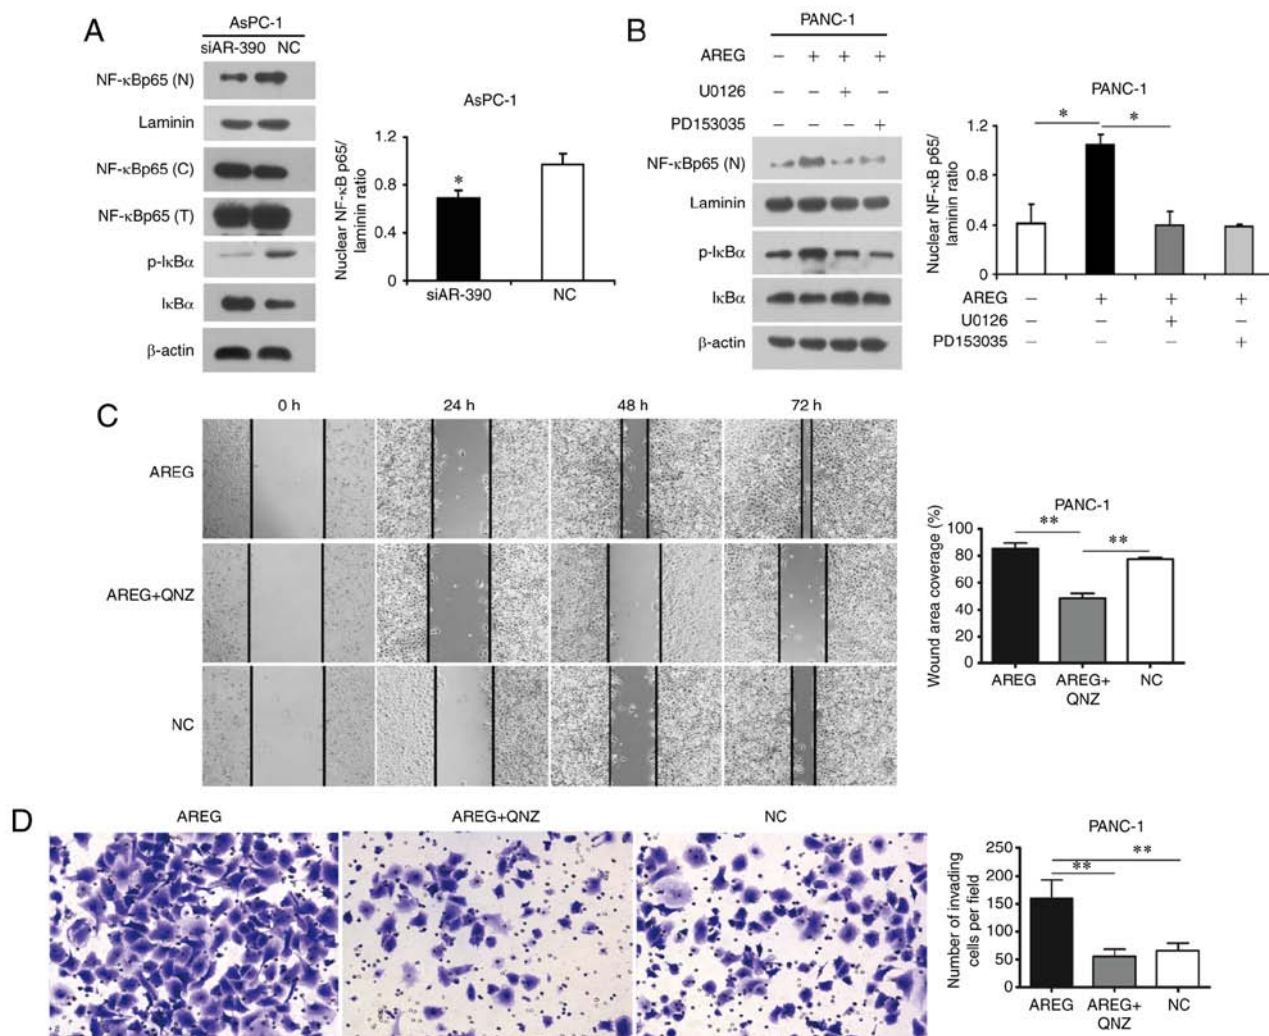 A
AsPC-1
siAR-390 NC
NF-κBp65 (N)
Laminin
NF-κBp65 (C)
NF-κBp65 (T)
p-IκBα
IκBα
β-actin
AsPC-1
Nuclear NF-κB p65/
laminin ratio
1.2
0.8
0.4
0
*
siAR-390 NC
B
PANC-1
AREG − + + +
U0126 +
PD153035 +
NF-κBp65 (N)
Laminin
p-IκBα
IκBα
β-actin
PANC-1
Nuclear NF-κB p65/
laminin ratio
1.2
0.8
0.4
0
* *
AREG − + + +
U0126 − − + −
PD153035 − − − +
C
0 h 24 h 48 h 72 h
AREG
AREG+QNZ
NC
PANC-1
Wound area coverage (%)
100
80
60
40
20
0
** **
AREG AREG+ NC
QNZ
D
AREG AREG+QNZ NC
PANC-1
Number of invading
cells per field
250
200
150
100
50
0
** **
AREG AREG+ NC
QNZ